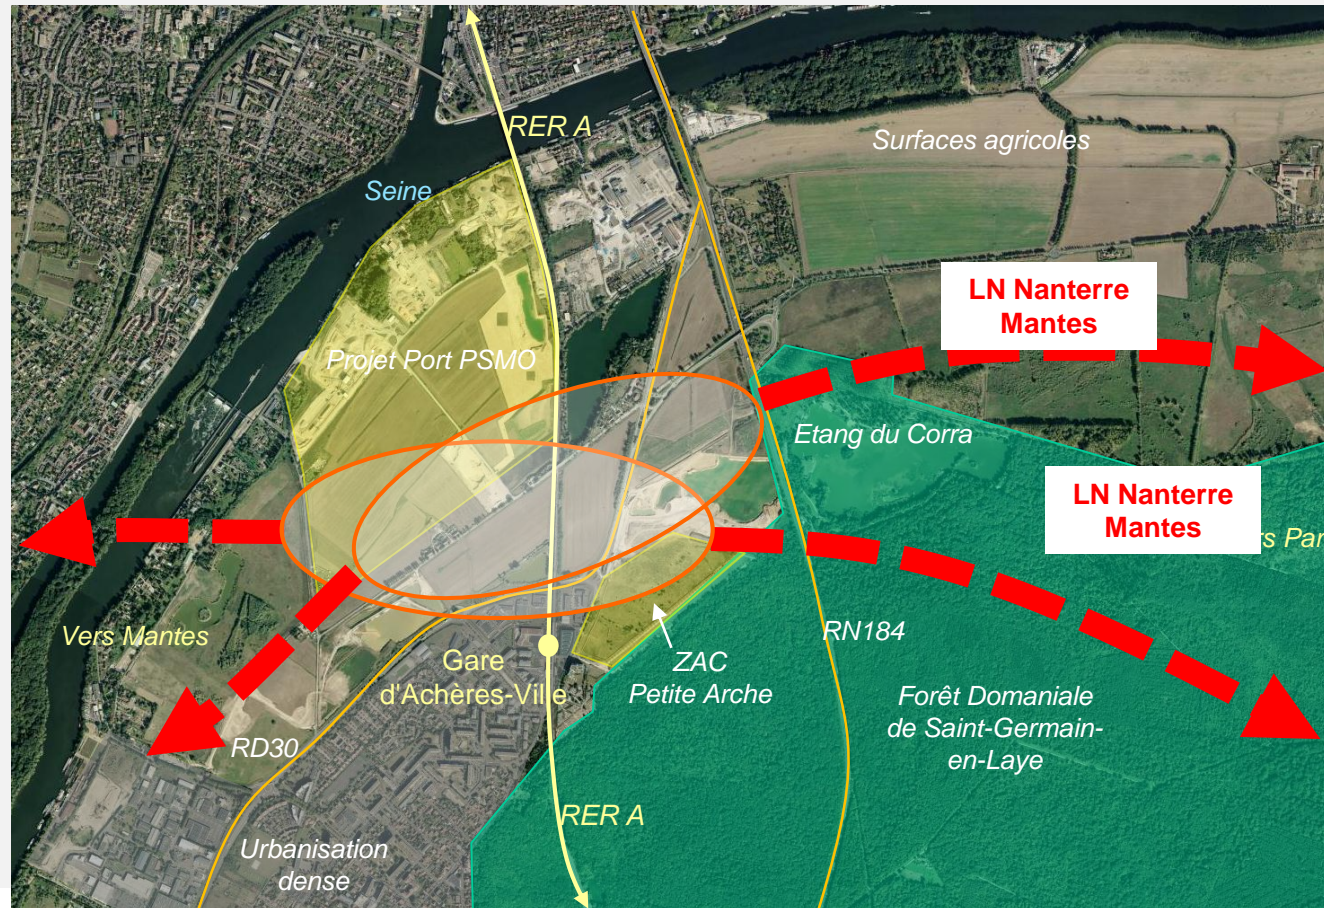 RER A
Surfaces agricoles
Seine
LN Nanterre
Mantes
Projet Port PSMO
Etang du Corra
LN Nanterre
Mantes
Vers Mantes
RN184
Gare
d'Achères-Ville
ZAC
Petite Arche
Forêt Domaniale
de Saint-Germain-
en-Laye
RD30
RER A
Urbanisation
dense